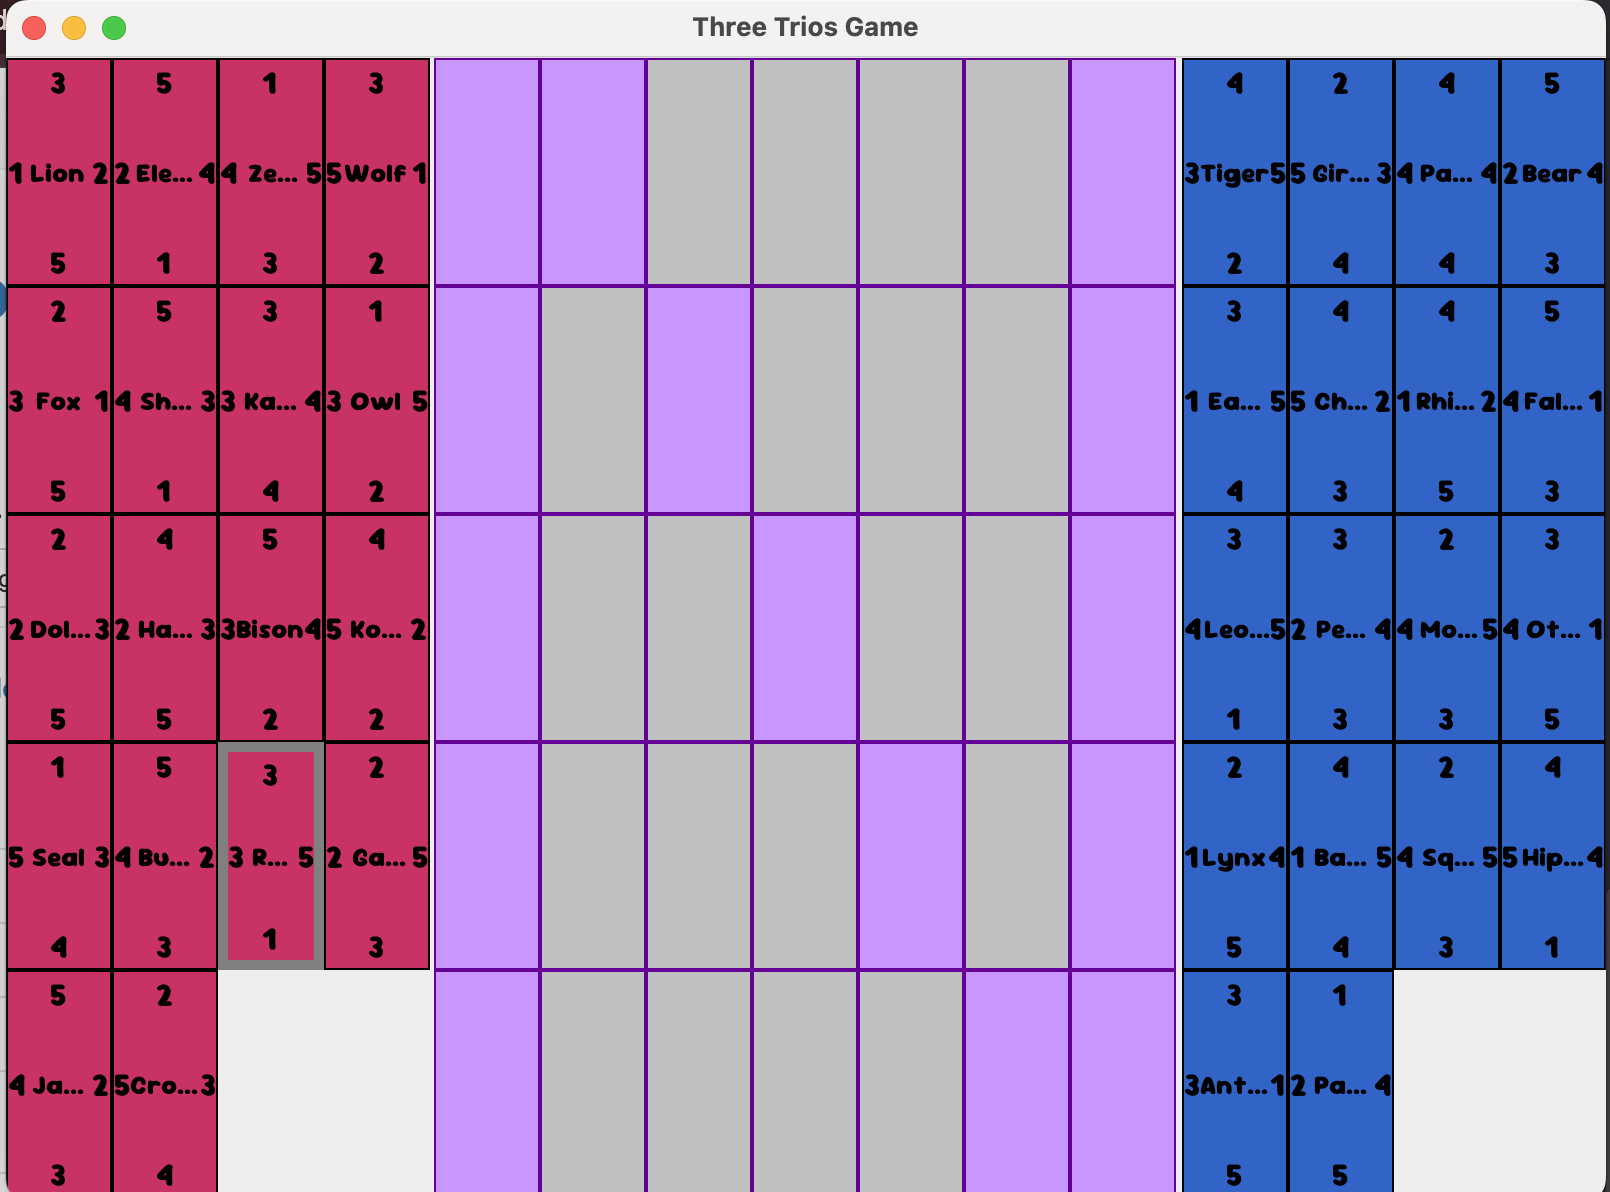 Three Trios Game
3 5 1 3 4 2 4 5
1 Lion 2 2 Ele... 4 4 Ze... 5 5 Wolf 1 3 Tiger 5 5 Gir... 3 4 Pa... 4 2 Bear 4
5 1 3 2 2 4 4 3
2 5 3 1 3 4 4 5
3 Fox 1 4 Sh... 3 3 Ka... 4 3 Owl 5 1 Ea... 5 5 Ch... 2 1 Rhi... 2 4 Fal... 1
5 1 4 2 4 3 5 3
2 4 5 4 3 3 2 3
2 Dol... 3 2 Ha... 3 3 Bison 4 5 Ko... 2 4 Leo... 5 2 Pe... 4 4 Mo... 5 4 Ot... 1
5 5 2 2 1 3 3 5
1 5 3 2 2 4 2 4
5 Seal 3 4 Bu... 2 3 R... 5 2 Ga... 5 1 Lynx 4 1 Ba... 5 4 Sq... 5 5 Hip... 4
4 3 1 3 5 4 3 1
5 2 3 1
4 Ja... 2 5 Cro... 3 3 Ant... 1 2 Pa... 4
3 4 5 5